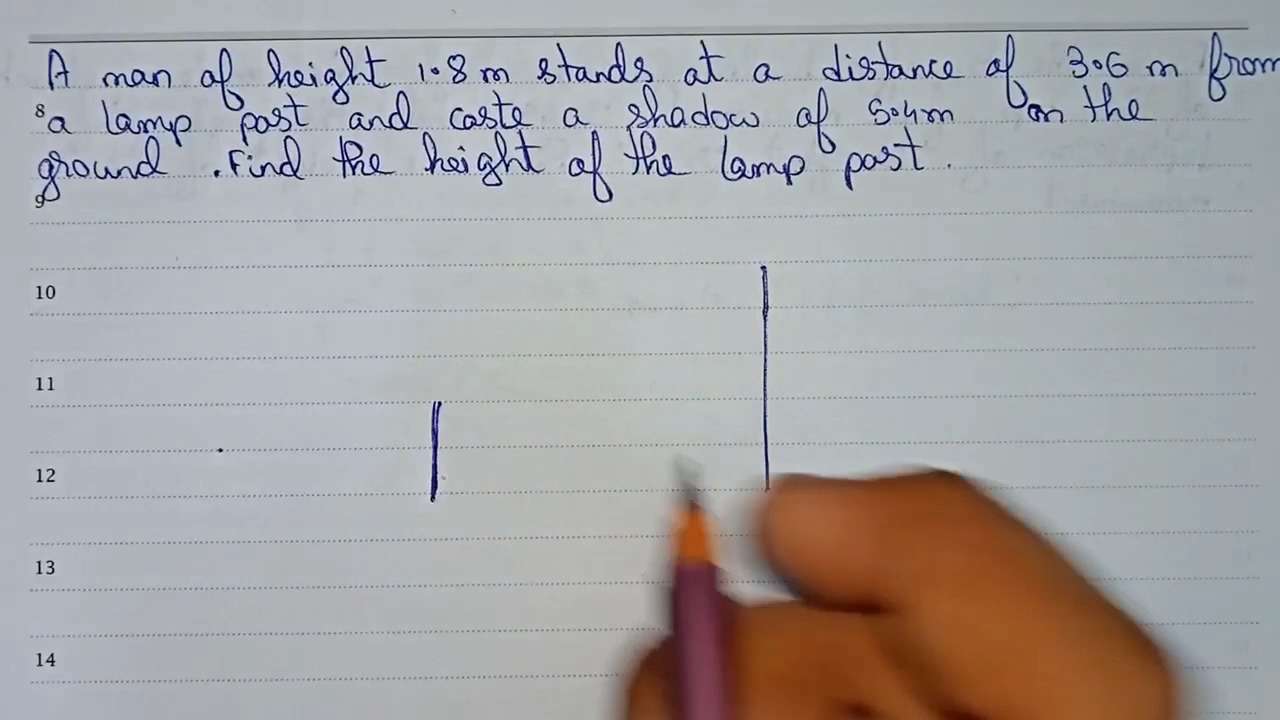 A man of height 1.8 m stands at a distance of 3.6 m from
8 a lamp post and caste a shadow of 5.4m on the
ground . Find the height of the lamp post .
9
10
11
12
13
14